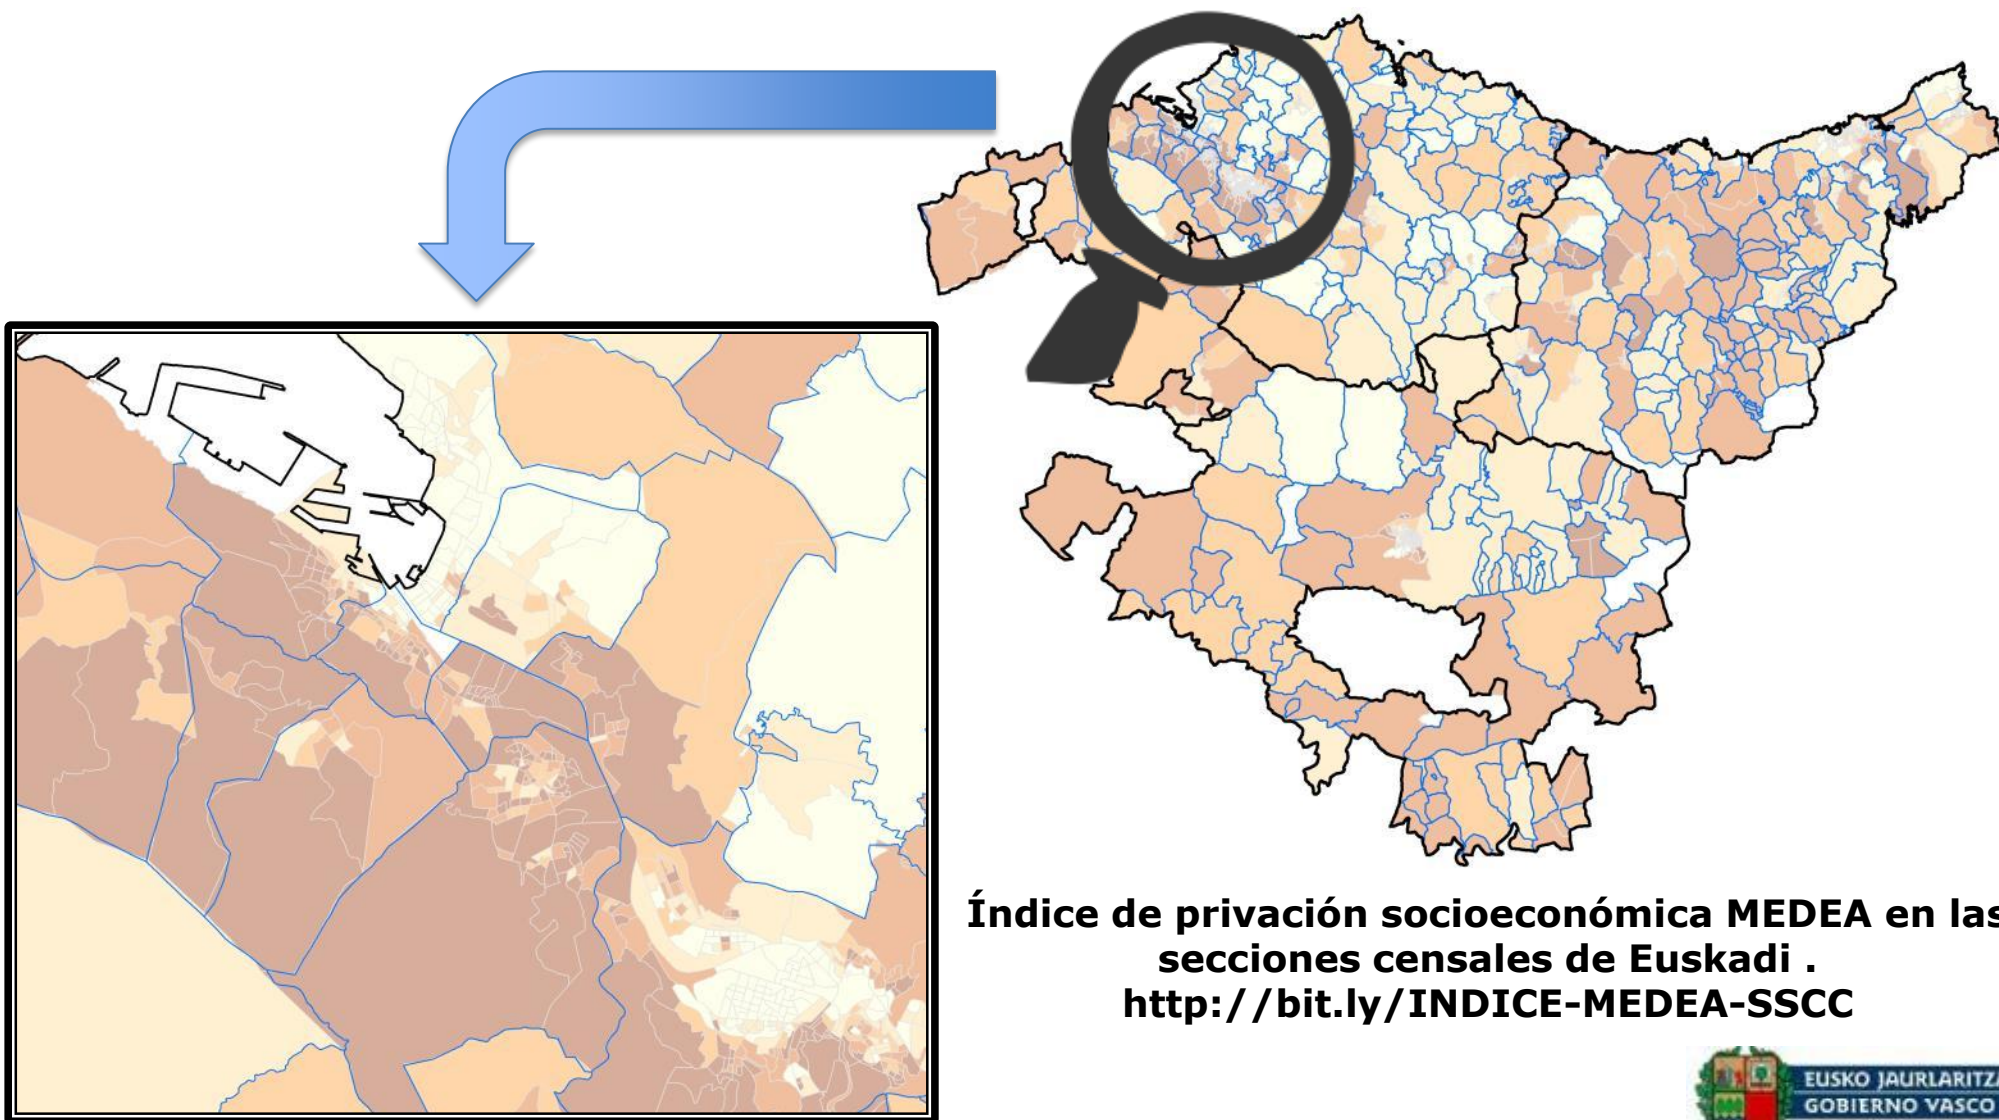 Índice de privación socioeconómica MEDEA en las
secciones censales de Euskadi .
http://bit.ly/INDICE-MEDEA-SSCC
EUSKO JAURLARITZA
GOBIERNO VASCO